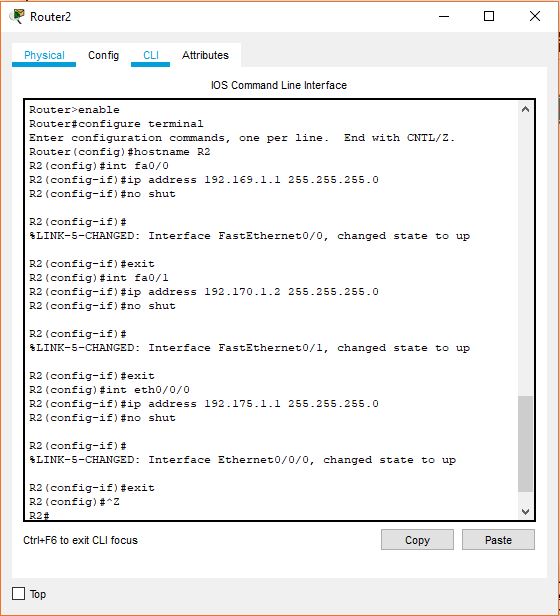 Router2
Physical Config CLI Attributes
IOS Command Line Interface
Router>enable
Router#configure terminal
Enter configuration commands, one per line.  End with CNTL/Z.
Router(config)#hostname R2
R2(config)#int fa0/0
R2(config-if)#ip address 192.169.1.1 255.255.255.0
R2(config-if)#no shut
R2(config-if)#
%LINK-5-CHANGED: Interface FastEthernet0/0, changed state to up
R2(config-if)#exit
R2(config)#int fa0/1
R2(config-if)#ip address 192.170.1.2 255.255.255.0
R2(config-if)#no shut
R2(config-if)#
%LINK-5-CHANGED: Interface FastEthernet0/1, changed state to up
R2(config-if)#exit
R2(config)#int eth0/0/0
R2(config-if)#ip address 192.175.1.1 255.255.255.0
R2(config-if)#no shut
R2(config-if)#
%LINK-5-CHANGED: Interface Ethernet0/0/0, changed state to up
R2(config-if)#exit
R2(config)#^Z
R2#
Ctrl+F6 to exit CLI focus Copy Paste
Top